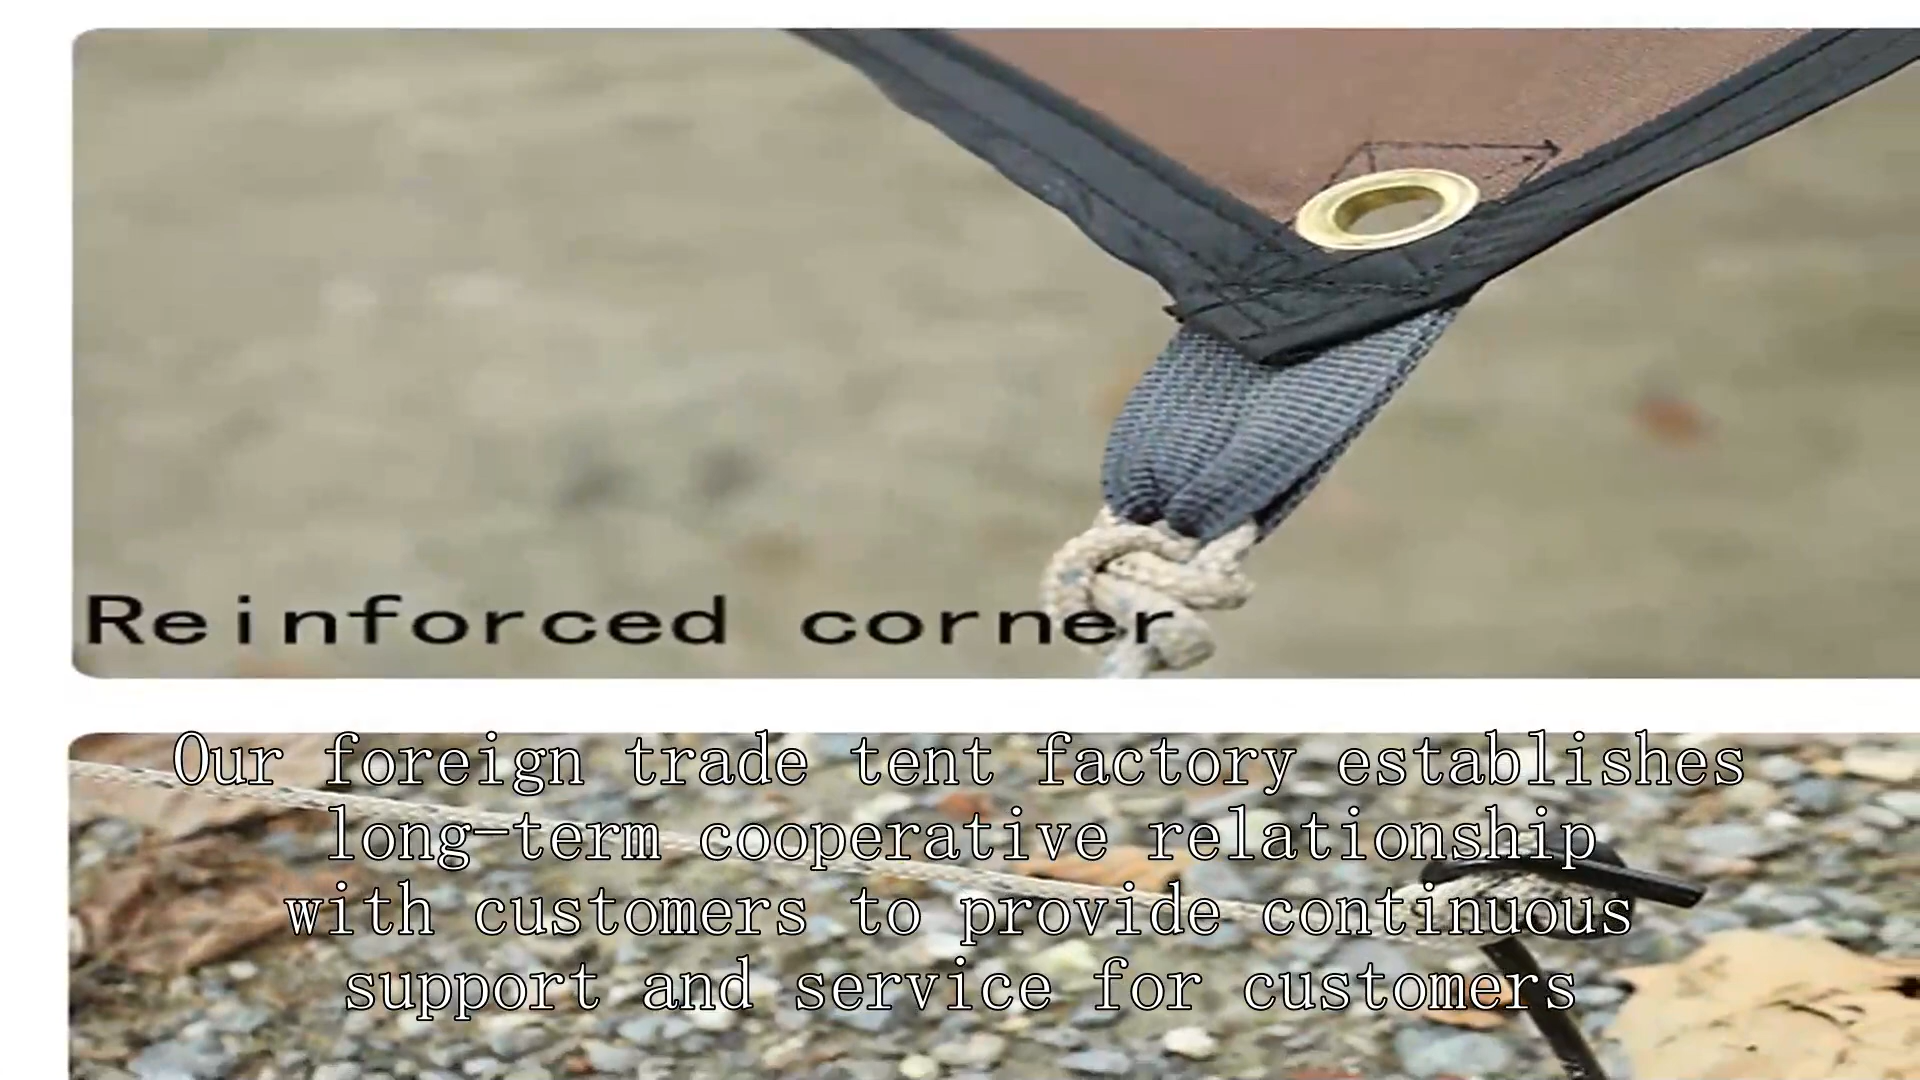 Reinforced corner
Our foreign trade tent factory establishes
long-term cooperative relationship
with customers to provide continuous
support and service for customers